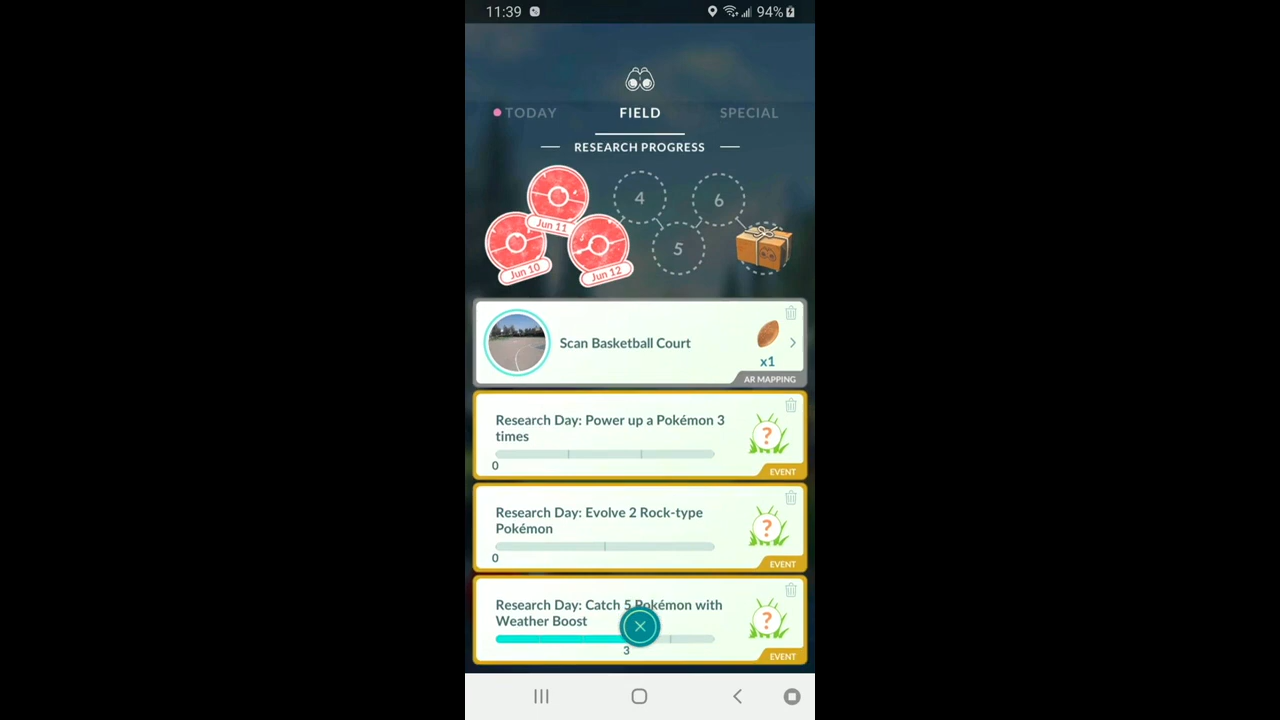 11:39
94%
TODAY
FIELD
SPECIAL
RESEARCH PROGRESS
4
6
Jun 11
5
Jun 10
Jun 12
Scan Basketball Court
x1
AR MAPPING
Research Day: Power up a Pokémon 3
times
?
0
EVENT
Research Day: Evolve 2 Rock-type
Pokémon
?
0
EVENT
Research Day: Catch 5 Pokémon with
Weather Boost
?
3
EVENT